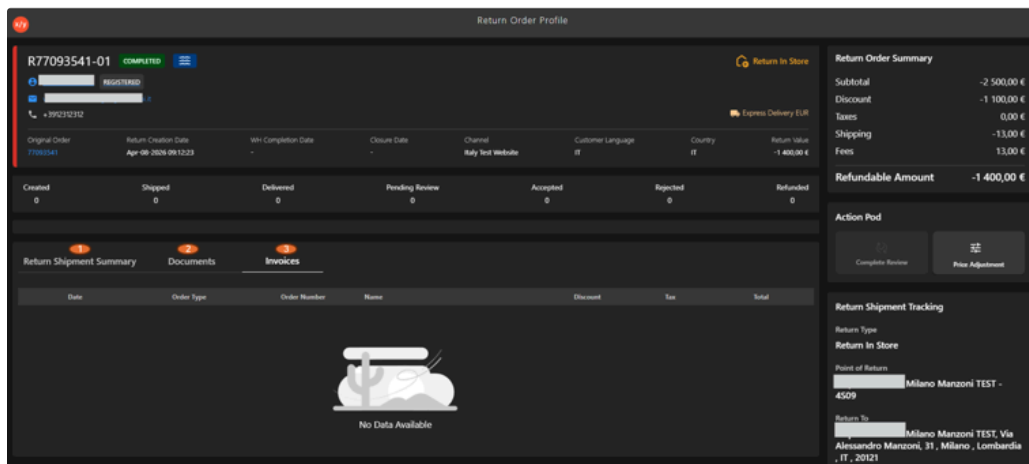 x/y
Return Order Profile
R77093541-01 COMPLETED
Return In Store
REGISTERED
.it
+3912312312
Express Delivery EUR
Original Order Return Creation Date WH Completion Date Closure Date Channel Customer Language Country Return Value
77093541 Apr-08-2026 09:12:23 - - Italy Test Website IT IT -1 400,00 €
Created Shipped Delivered Pending Review Accepted Rejected Refunded
0 0 0 0 0 0 0
1 2 3
Return Shipment Summary Documents Invoices
Date Order Type Order Number Name Discount Tax Total
No Data Available
Return Order Summary
Subtotal -2 500,00 €
Discount -1 100,00 €
Taxes 0,00 €
Shipping -13,00 €
Fees 13,00 €
Refundable Amount -1 400,00 €
Action Pod
Complete Review Price Adjustment
Return Shipment Tracking
Return Type
Return In Store
Point of Return
Milano Manzoni TEST -
4S09
Return To
Milano Manzoni TEST, Via
Alessandro Manzoni, 31 , Milano , Lombardia
, IT , 20121